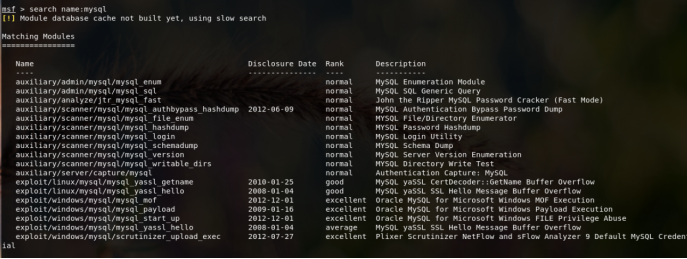 msf > search name:mysql
[!] Module database cache not built yet, using slow search
Matching Modules
================
Name Disclosure Date Rank Description
---- --------------- ---- -----------
auxiliary/admin/mysql/mysql_enum normal MySQL Enumeration Module
auxiliary/admin/mysql/mysql_sql normal MySQL SQL Generic Query
auxiliary/analyze/jtr_mysql_fast normal John the Ripper MySQL Password Cracker (Fast Mode)
auxiliary/scanner/mysql/mysql_authbypass_hashdump 2012-06-09 normal MySQL Authentication Bypass Password Dump
auxiliary/scanner/mysql/mysql_file_enum normal MYSQL File/Directory Enumerator
auxiliary/scanner/mysql/mysql_hashdump normal MYSQL Password Hashdump
auxiliary/scanner/mysql/mysql_login normal MySQL Login Utility
auxiliary/scanner/mysql/mysql_schemadump normal MYSQL Schema Dump
auxiliary/scanner/mysql/mysql_version normal MySQL Server Version Enumeration
auxiliary/scanner/mysql/mysql_writable_dirs normal MYSQL Directory Write Test
auxiliary/server/capture/mysql normal Authentication Capture: MySQL
exploit/linux/mysql/mysql_yassl_getname 2010-01-25 good MySQL yaSSL CertDecoder::GetName Buffer Overflow
exploit/linux/mysql/mysql_yassl_hello 2008-01-04 good MySQL yaSSL SSL Hello Message Buffer Overflow
exploit/windows/mysql/mysql_mof 2012-12-01 excellent Oracle MySQL for Microsoft Windows MOF Execution
exploit/windows/mysql/mysql_payload 2009-01-16 excellent Oracle MySQL for Microsoft Windows Payload Execution
exploit/windows/mysql/mysql_start_up 2012-12-01 excellent Oracle MySQL for Microsoft Windows FILE Privilege Abuse
exploit/windows/mysql/mysql_yassl_hello 2008-01-04 average MySQL yaSSL SSL Hello Message Buffer Overflow
exploit/windows/mysql/scrutinizer_upload_exec 2012-07-27 excellent Plixer Scrutinizer NetFlow and sFlow Analyzer 9 Default MySQL Creden
ial